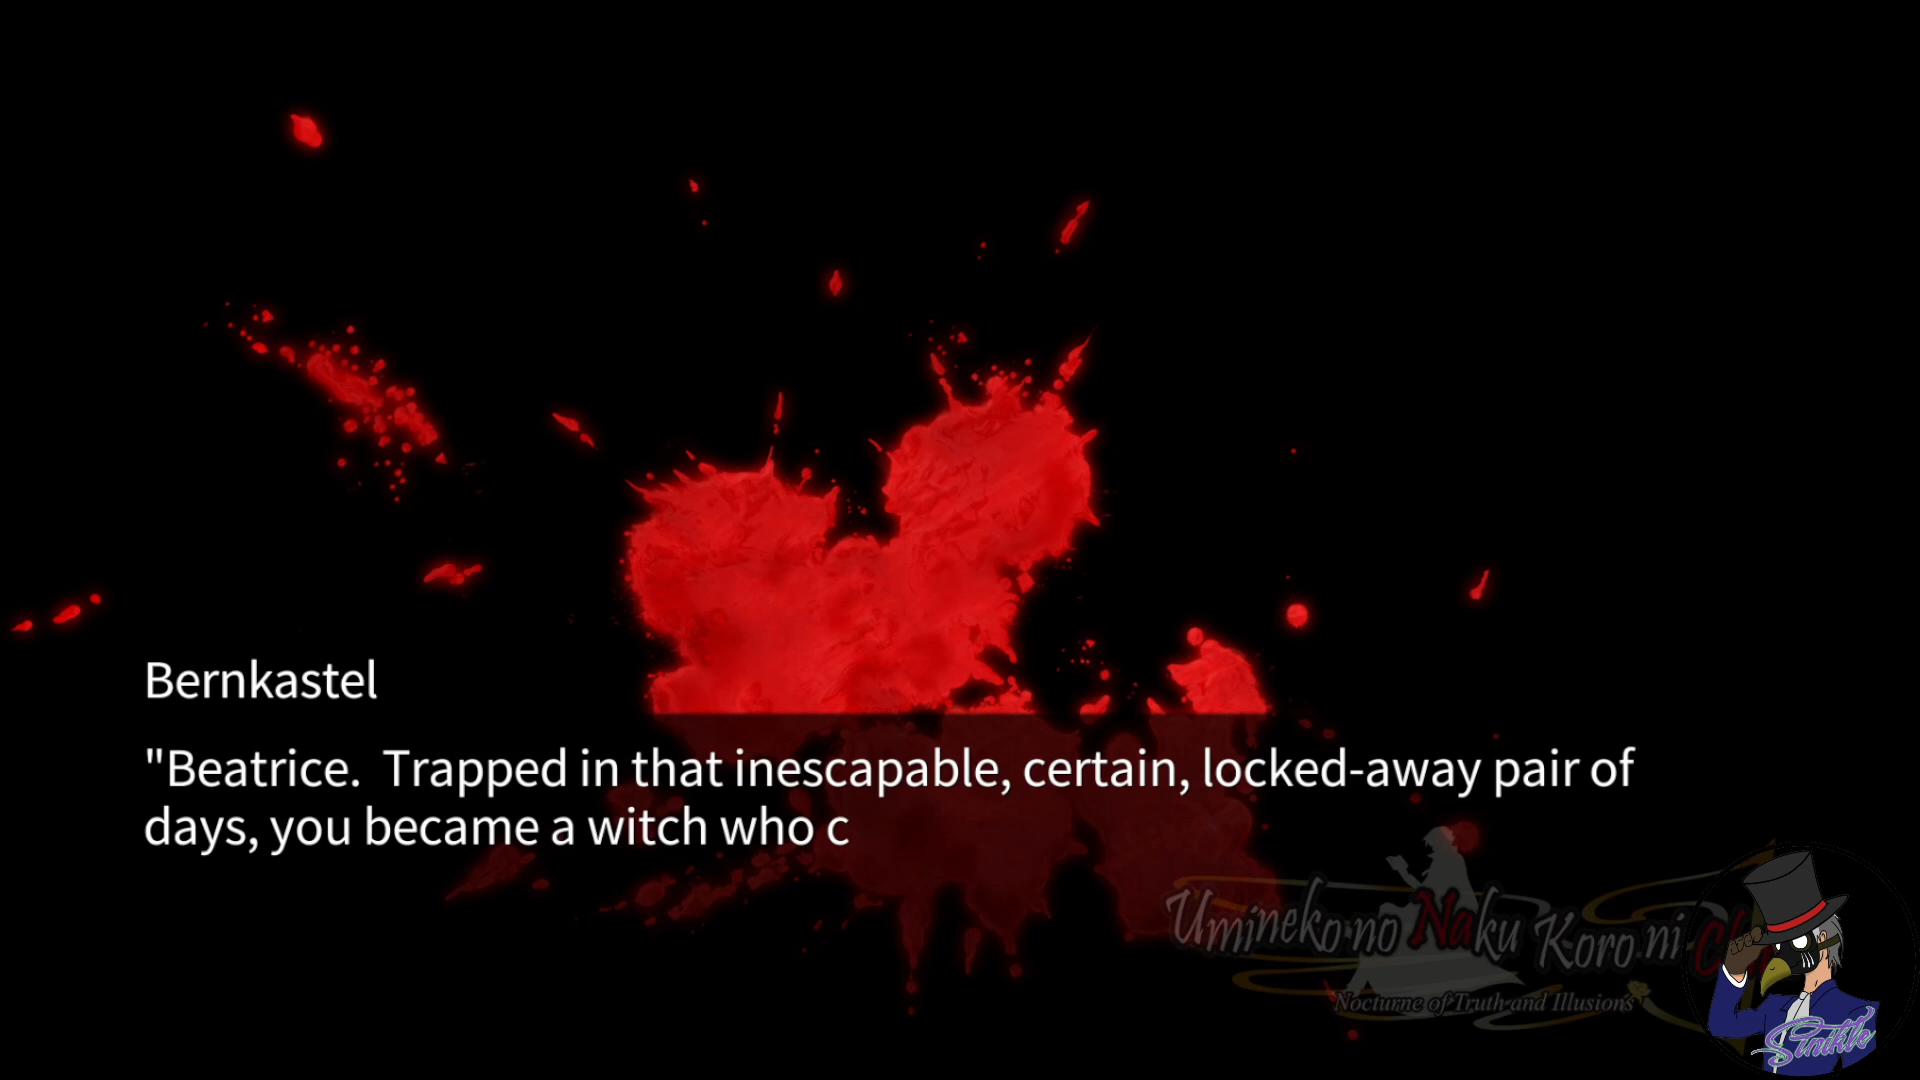 Bernkastel
"Beatrice.  Trapped in that inescapable, certain, locked-away pair of
days, you became a witch who c
Umineko no Naku Koro ni
Nocturne of Truth and Illusions
Sinikle